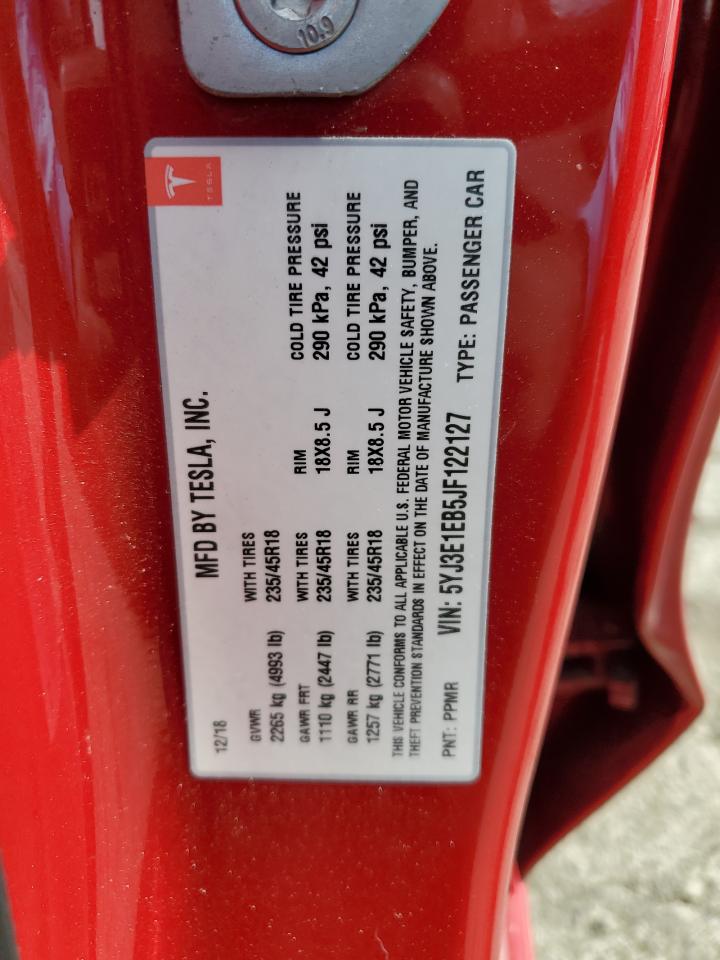 10.9
TESLA
MFD BY TESLA, INC.
12/18
GVWR WITH TIRES
2265 kg (4993 lb) 235/45R18
GAWR FRT WITH TIRES RIM COLD TIRE PRESSURE
1110 kg (2447 lb) 235/45R18 18X8.5 J 290 kPa, 42 psi
GAWR RR WITH TIRES RIM COLD TIRE PRESSURE
1257 kg (2771 lb) 235/45R18 18X8.5 J 290 kPa, 42 psi
THIS VEHICLE CONFORMS TO ALL APPLICABLE U.S. FEDERAL MOTOR VEHICLE SAFETY, BUMPER, AND
THEFT PREVENTION STANDARDS IN EFFECT ON THE DATE OF MANUFACTURE SHOWN ABOVE.
PNT: PPMR VIN: 5YJ3E1EB5JF122127 TYPE: PASSENGER CAR